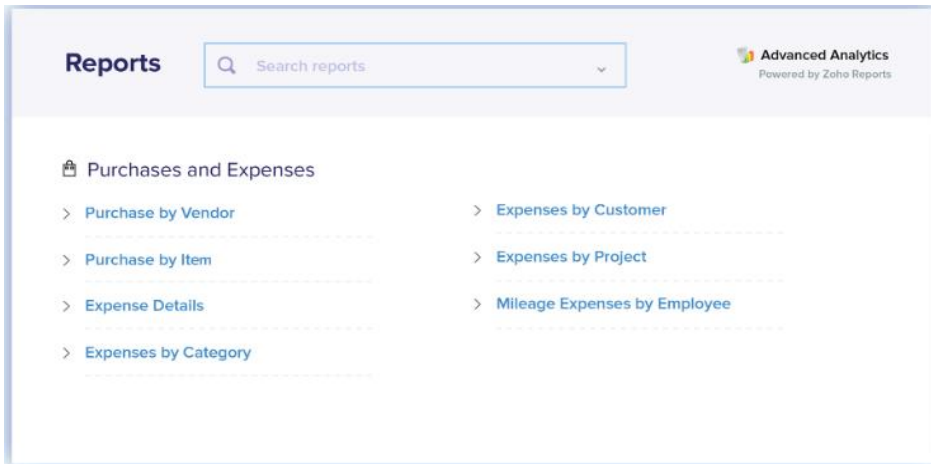 Reports
Search reports
Advanced Analytics
Powered by Zoho Reports
Purchases and Expenses
Purchase by Vendor
Purchase by Item
Expense Details
Expenses by Category
Expenses by Customer
Expenses by Project
Mileage Expenses by Employee